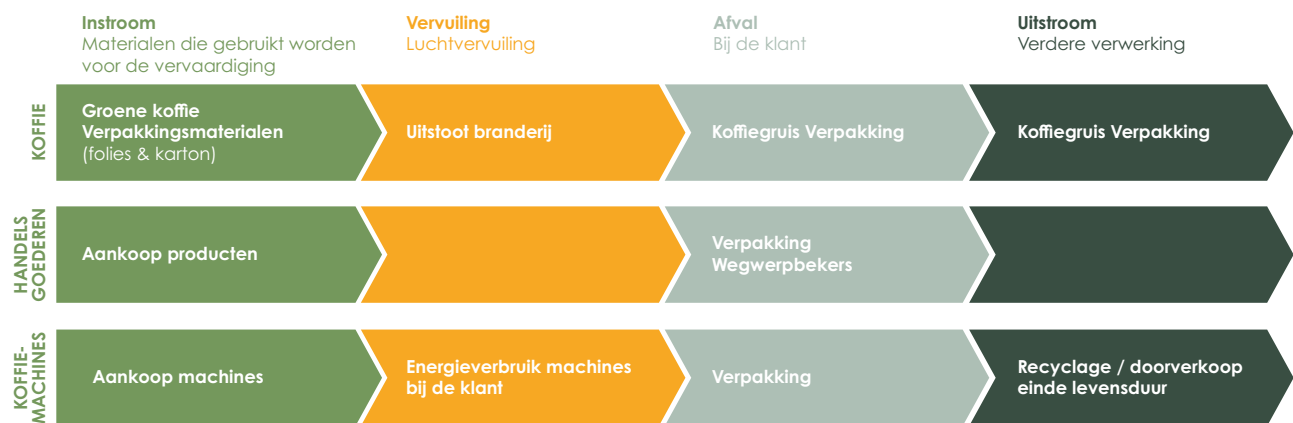 Instroom
Materialen die gebruikt worden
voor de vervaardiging
Vervuiling
Luchtvervuiling
Afval
Bij de klant
Uitstroom
Verdere verwerking
KOFFIE
Groene koffie
Verpakkingsmaterialen
(folies & karton)
Uitstoot branderij
Koffiegruis Verpakking
Koffiegruis Verpakking
HANDELS
GOEDEREN
Aankoop producten
Verpakking
Wegwerpbekers
KOFFIE-
MACHINES
Aankoop machines
Energieverbruik machines
bij de klant
Verpakking
Recyclage / doorverkoop
einde levensduur